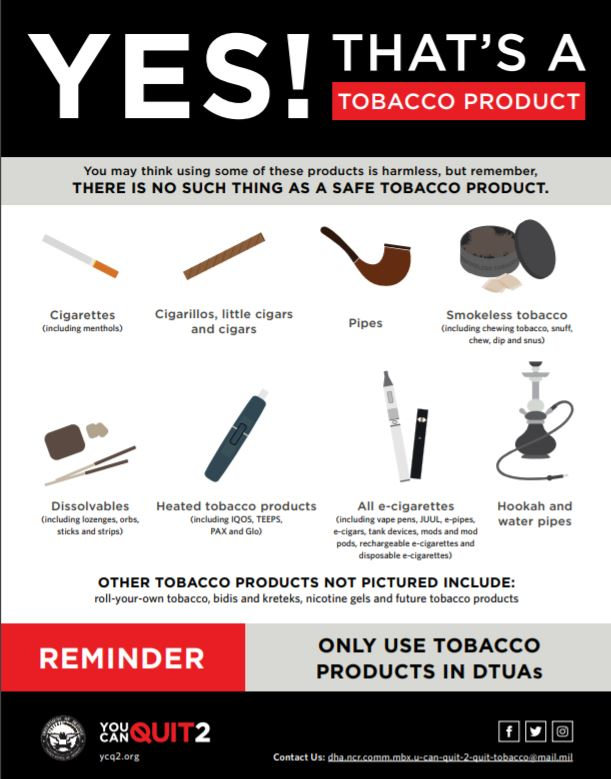 YES!
THAT'S A
TOBACCO PRODUCT
You may think using some of these products is harmless, but remember,
THERE IS NO SUCH THING AS A SAFE TOBACCO PRODUCT.
Cigarettes
(including menthols)
Cigarillos, little cigars
and cigars
Pipes
SMOKELESS TOBACCO
Smokeless tobacco
(including chewing tobacco, snuff,
chew, dip and snus)
Dissolvables
(including lozenges, orbs,
sticks and strips)
Heated tobacco products
(including IQOS, TEEPS,
PAX and Glo)
All e-cigarettes
(including vape pens, JUUL, e-pipes,
e-cigars, tank devices, mods and mod
pods, rechargeable e-cigarettes and
disposable e-cigarettes)
Hookah and
water pipes
OTHER TOBACCO PRODUCTS NOT PICTURED INCLUDE:
roll-your-own tobacco, bidis and kreteks, nicotine gels and future tobacco products
REMINDER
ONLY USE TOBACCO
PRODUCTS IN DTUAs
YOU
CAN QUIT2
ycq2.org
Contact Us: dha.ncr.comm.mbx.u-can-quit-2-quit-tobacco@mail.mil